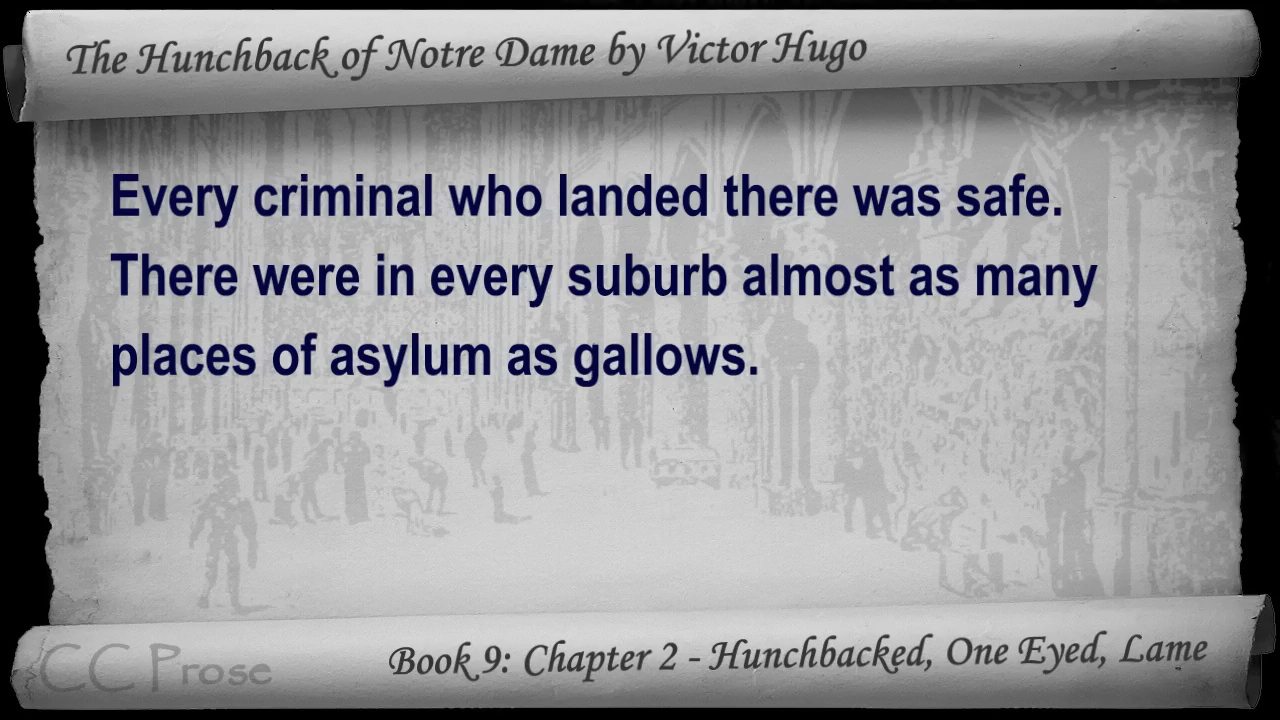 The Hunchback of Notre Dame by Victor Hugo
Every criminal who landed there was safe.
There were in every suburb almost as many
places of asylum as gallows.
CC Prose
Book 9: Chapter 2 - Hunchbacked, One Eyed, Lame